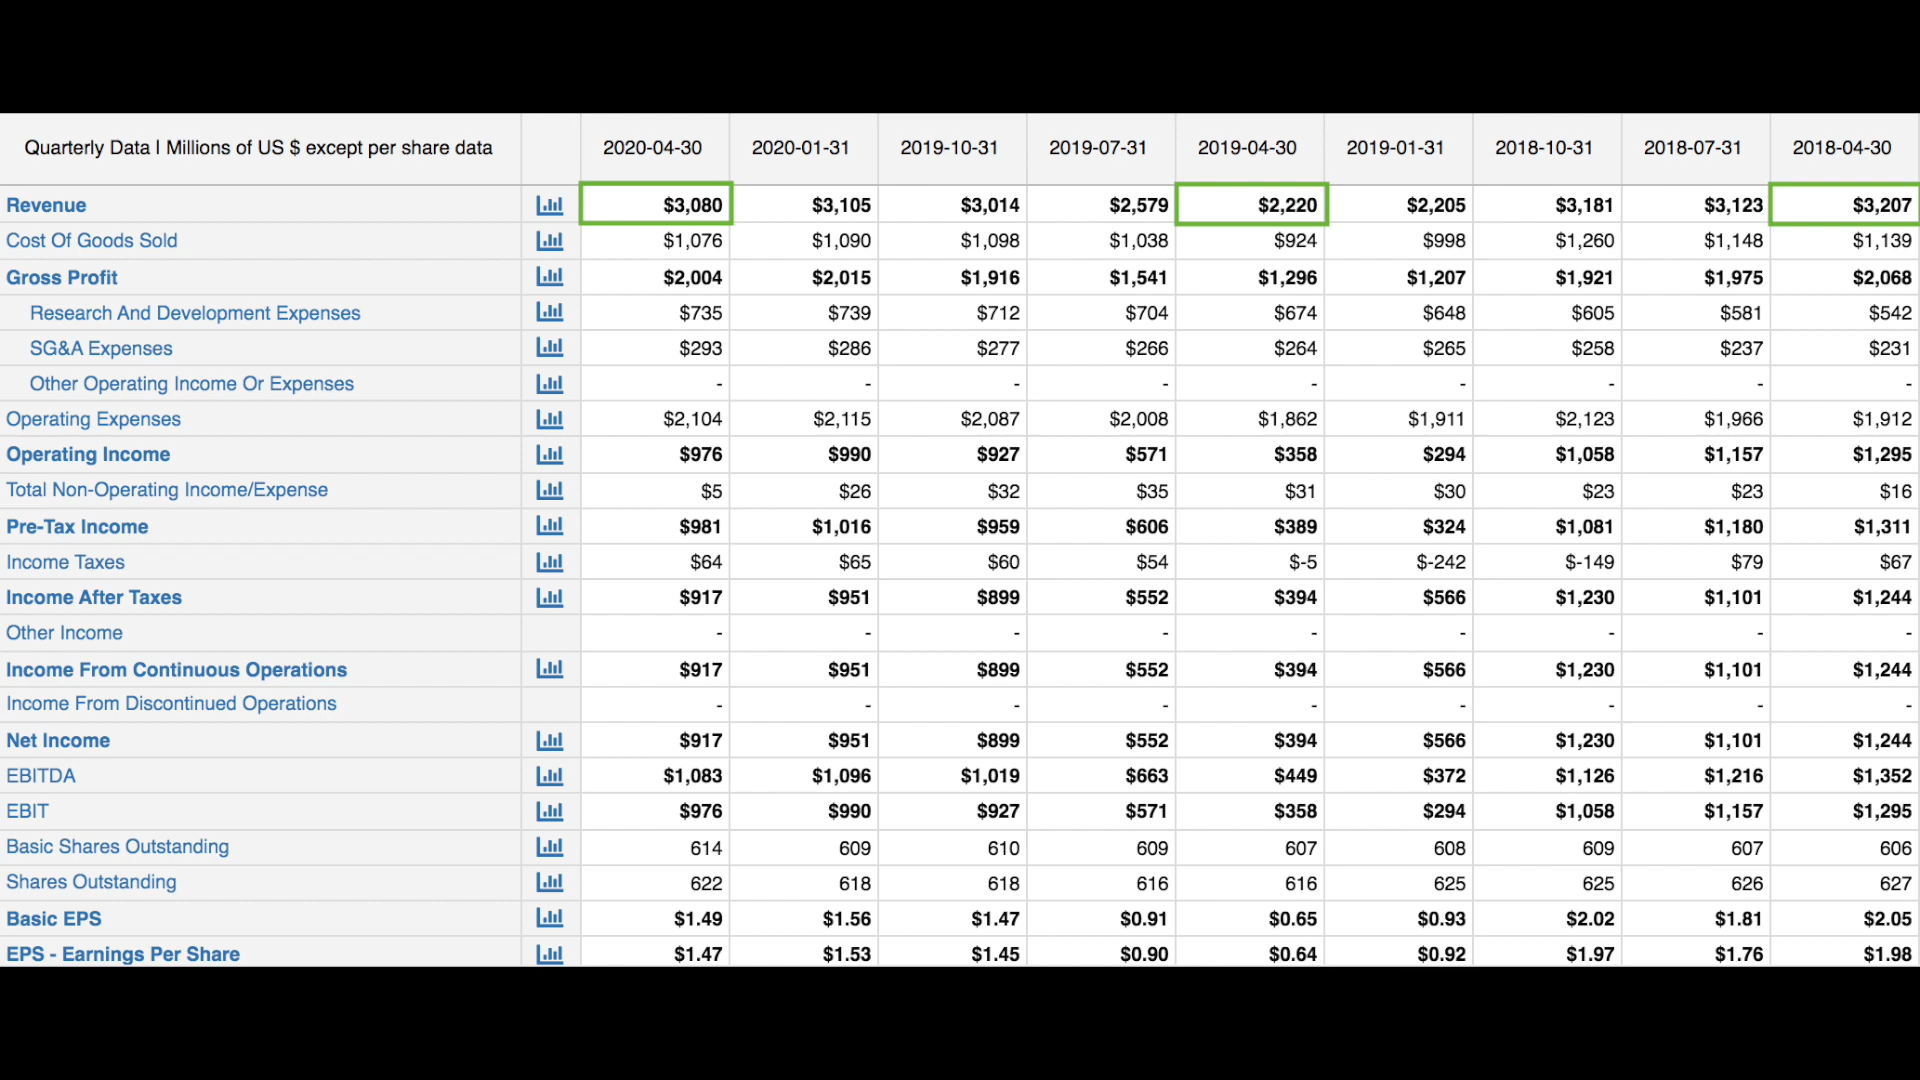 Quarterly Data I Millions of US $ except per share data 2020-04-30 2020-01-31 2019-10-31 2019-07-31 2019-04-30 2019-01-31 2018-10-31 2018-07-31 2018-04-30
Revenue $3,080 $3,105 $3,014 $2,579 $2,220 $2,205 $3,181 $3,123 $3,207
Cost Of Goods Sold $1,076 $1,090 $1,098 $1,038 $924 $998 $1,260 $1,148 $1,139
Gross Profit $2,004 $2,015 $1,916 $1,541 $1,296 $1,207 $1,921 $1,975 $2,068
Research And Development Expenses $735 $739 $712 $704 $674 $648 $605 $581 $542
SG&A Expenses $293 $286 $277 $266 $264 $265 $258 $237 $231
Other Operating Income Or Expenses - - - - - - - - -
Operating Expenses $2,104 $2,115 $2,087 $2,008 $1,862 $1,911 $2,123 $1,966 $1,912
Operating Income $976 $990 $927 $571 $358 $294 $1,058 $1,157 $1,295
Total Non-Operating Income/Expense $5 $26 $32 $35 $31 $30 $23 $23 $16
Pre-Tax Income $981 $1,016 $959 $606 $389 $324 $1,081 $1,180 $1,311
Income Taxes $64 $65 $60 $54 $-5 $-242 $-149 $79 $67
Income After Taxes $917 $951 $899 $552 $394 $566 $1,230 $1,101 $1,244
Other Income - - - - - - - - -
Income From Continuous Operations $917 $951 $899 $552 $394 $566 $1,230 $1,101 $1,244
Income From Discontinued Operations - - - - - - - - -
Net Income $917 $951 $899 $552 $394 $566 $1,230 $1,101 $1,244
EBITDA $1,083 $1,096 $1,019 $663 $449 $372 $1,126 $1,216 $1,352
EBIT $976 $990 $927 $571 $358 $294 $1,058 $1,157 $1,295
Basic Shares Outstanding 614 609 610 609 607 608 609 607 606
Shares Outstanding 622 618 618 616 616 625 625 626 627
Basic EPS $1.49 $1.56 $1.47 $0.91 $0.65 $0.93 $2.02 $1.81 $2.05
EPS - Earnings Per Share $1.47 $1.53 $1.45 $0.90 $0.64 $0.92 $1.97 $1.76 $1.98